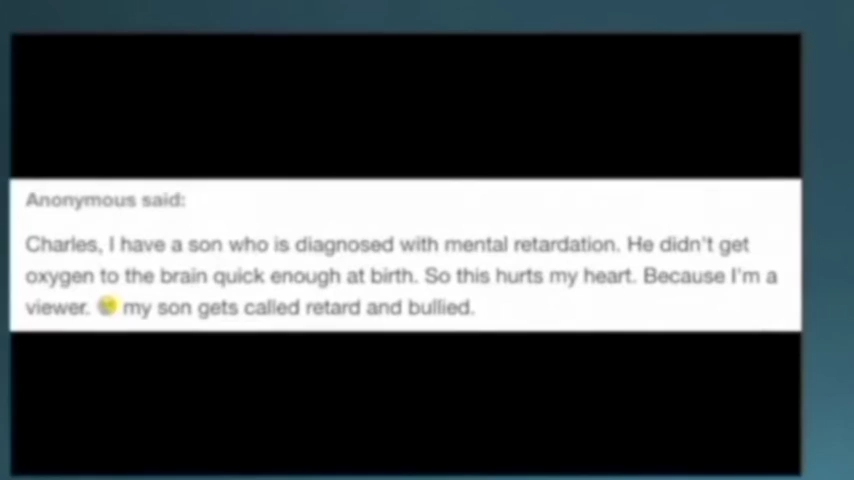 Anonymous said:
Charles, I have a son who is diagnosed with mental retardation. He didn't get
oxygen to the brain quick enough at birth. So this hurts my heart. Because I'm a
viewer. my son gets called retard and bullied.